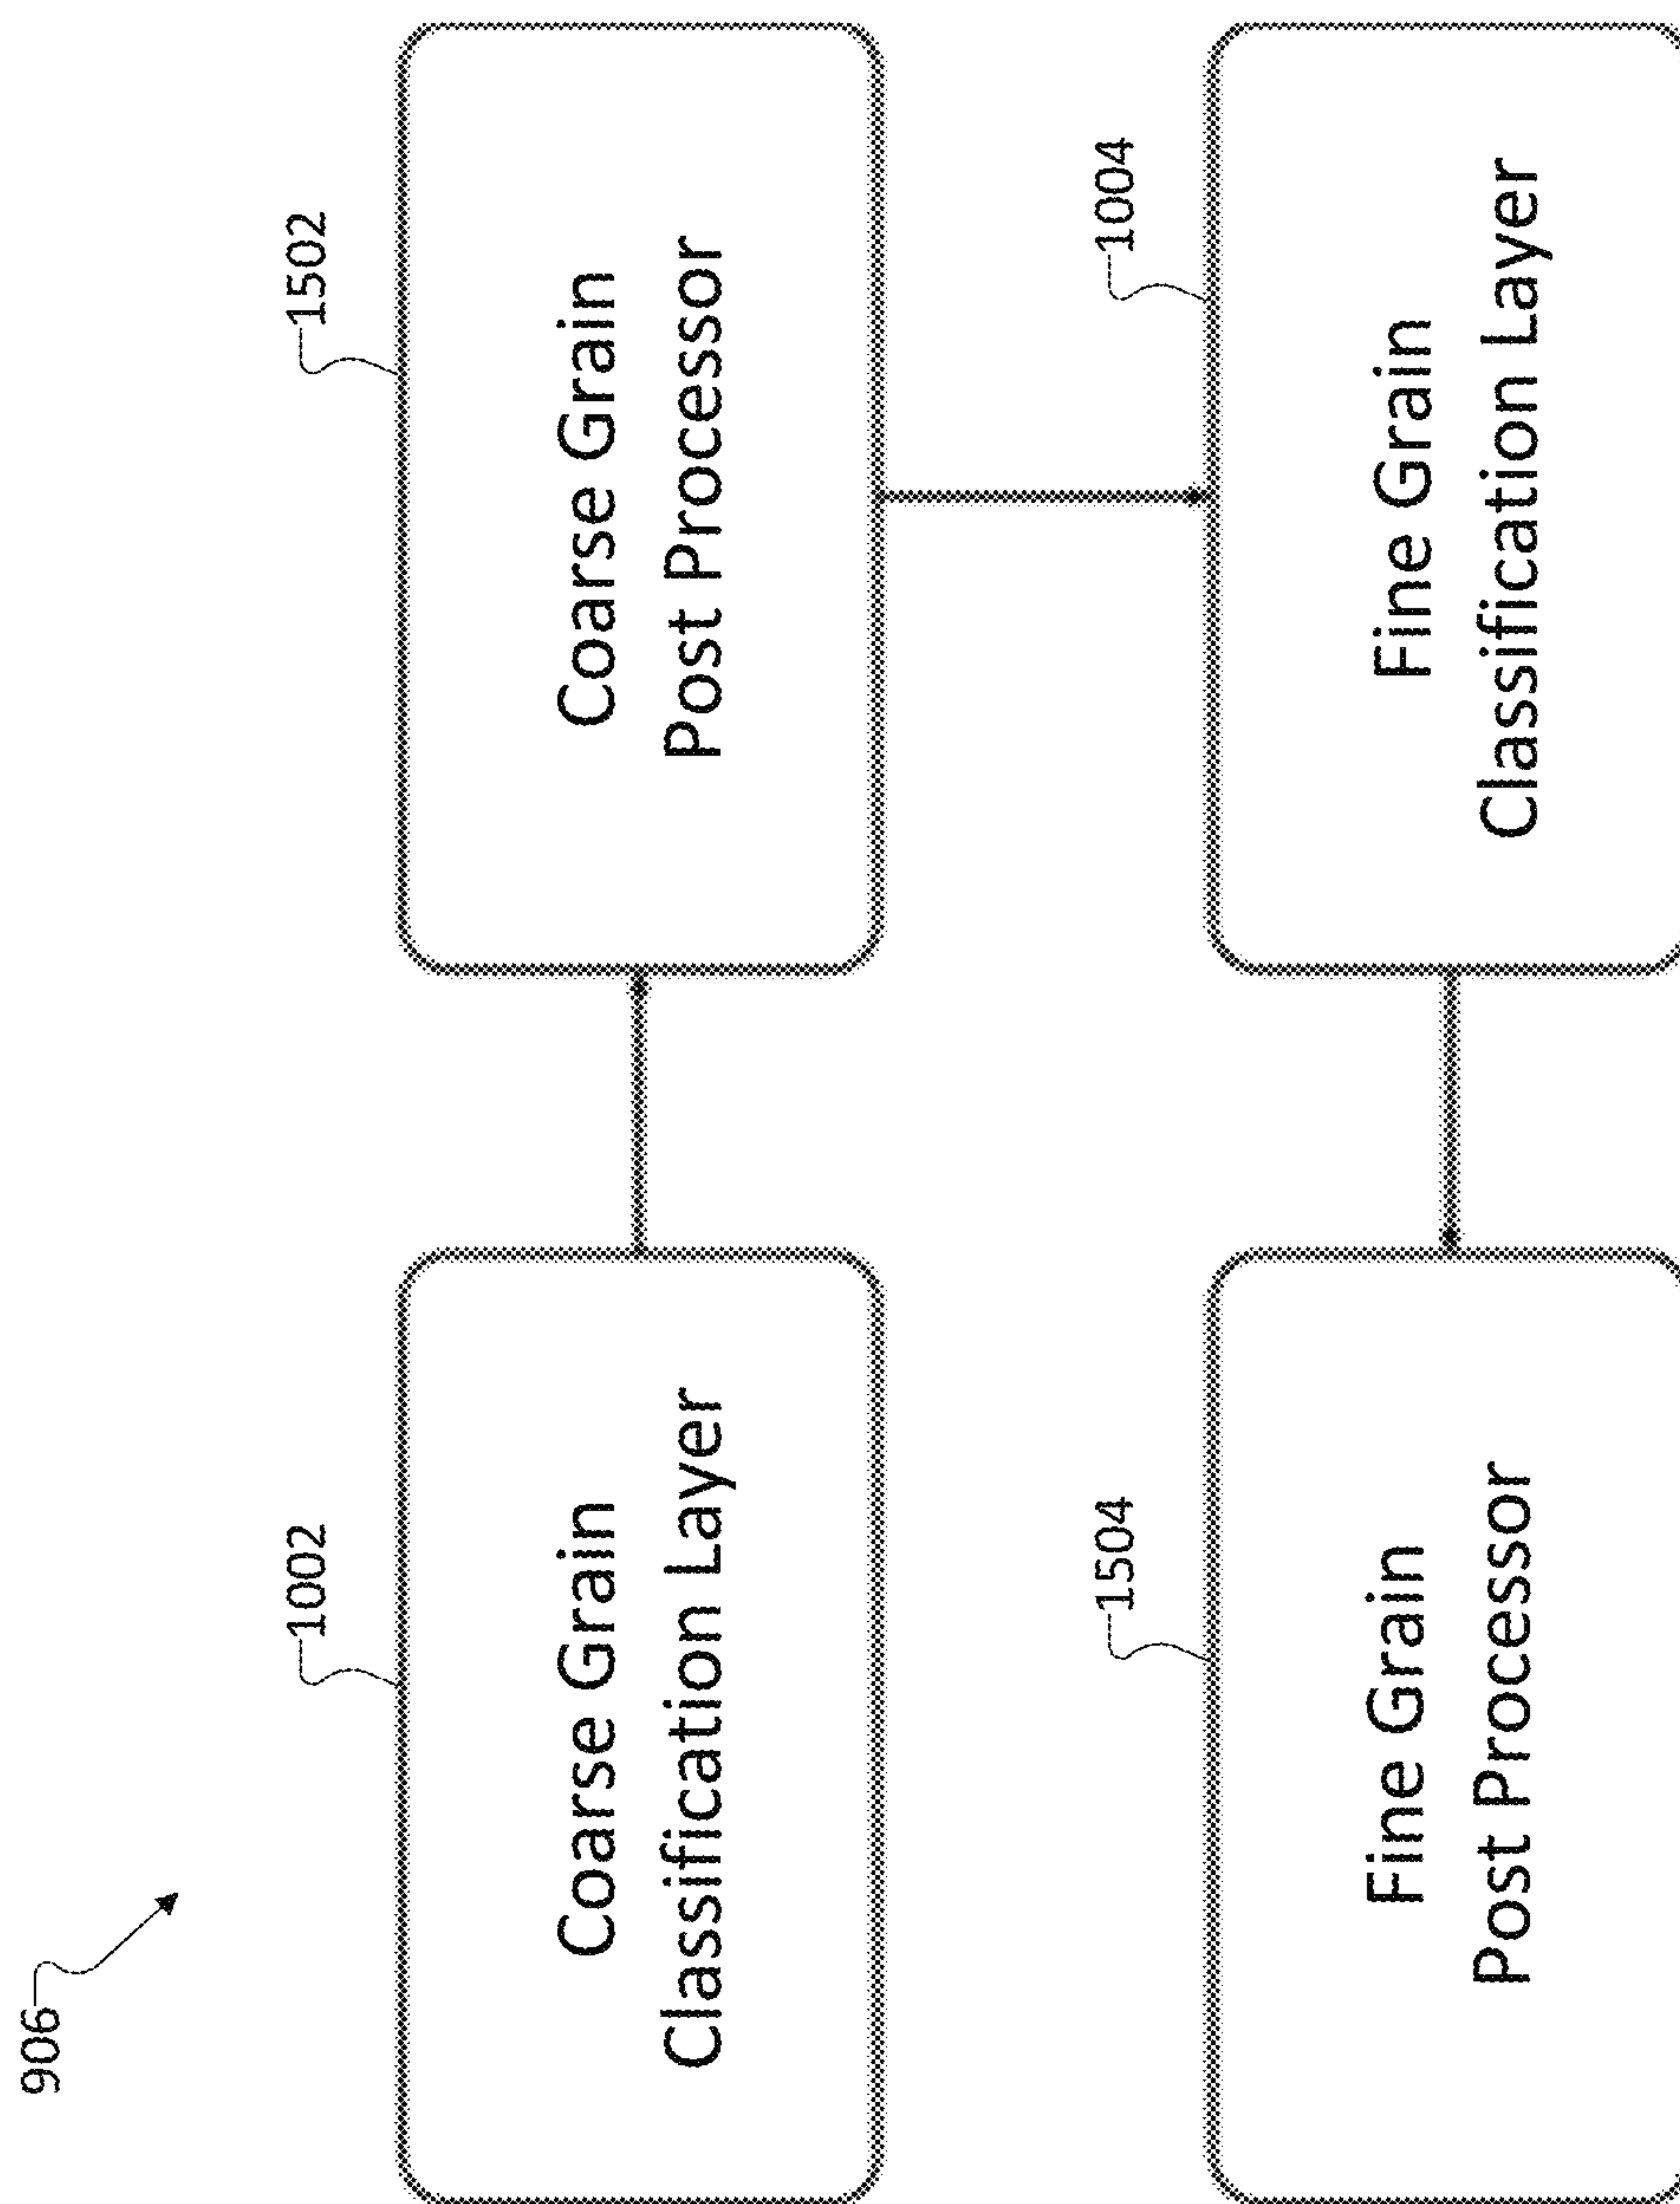 906
1002
Coarse Grain
Classification Layer
1502
Coarse Grain
Post Processor
1504
Fine Grain
Post Processor
1004
Fine Grain
Classification Layer